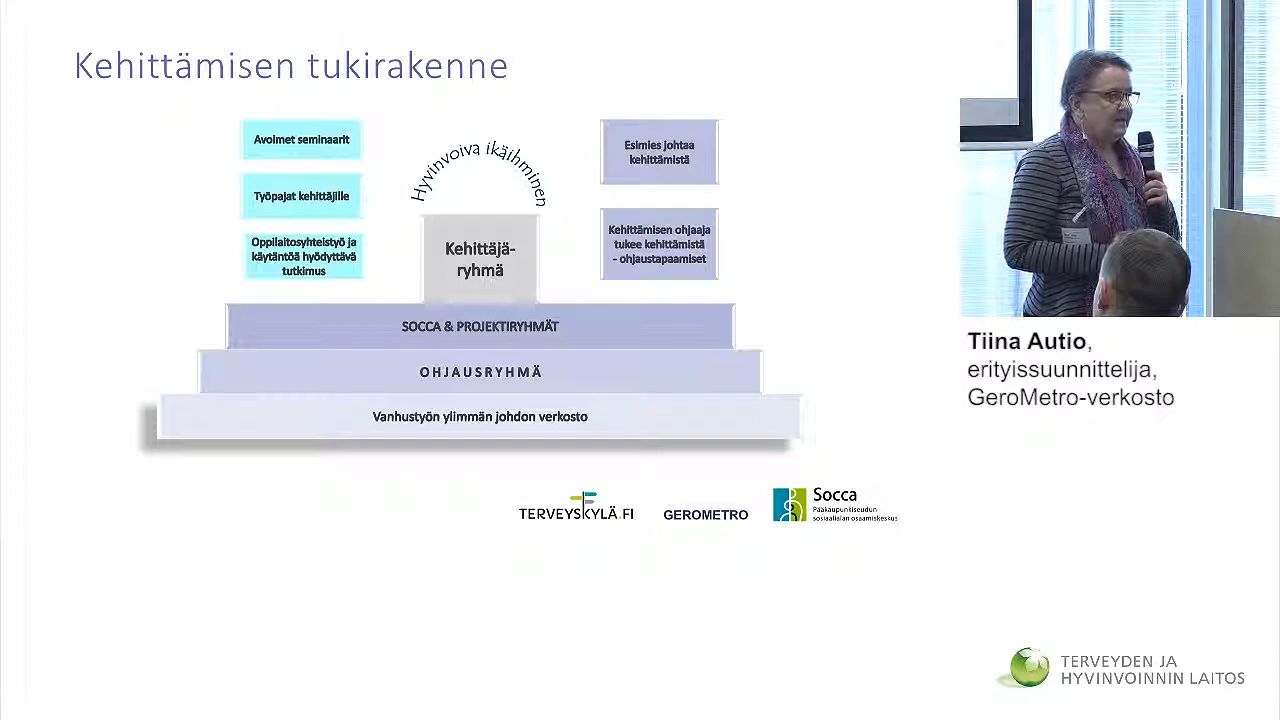 Kehittämisen tukirakenne
Avoimet seminaarit
Työpajat kehittäjille
Oppilaitosyhteistyö ja
työelämää hyödyttävä
tutkimus
Hyvinvoiva ikäihminen
Kehittäjä-
ryhmä
Esimies johtaa
kehittämistä
Kehittämisen ohjaaja
tukee kehittämistä
- ohjaustapaamiset
SOCCA & PROJEKTIRYHMÄT
OHJAUSRYHMÄ
Vanhustyön ylimmän johdon verkosto
TERVEYSKYLÄ.FI
GEROMETRO
Socca
Pääkaupunkiseudun
sosiaalialan osaamiskeskus
Tiina Autio,
erityissuunnittelija,
GeroMetro-verkosto
TERVEYDEN JA
HYVINVOINNIN LAITOS